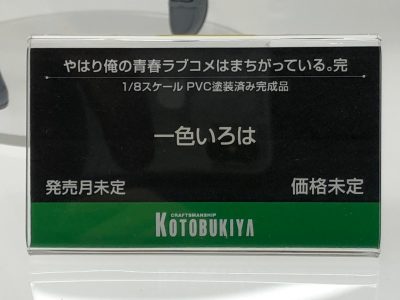 やはり俺の青春ラブコメはまちがっている。完
1/8スケール PVC塗装済み完成品
一色いろは
発売月未定
価格未定
CRAFTSMANSHIP
KOTOBUKIYA